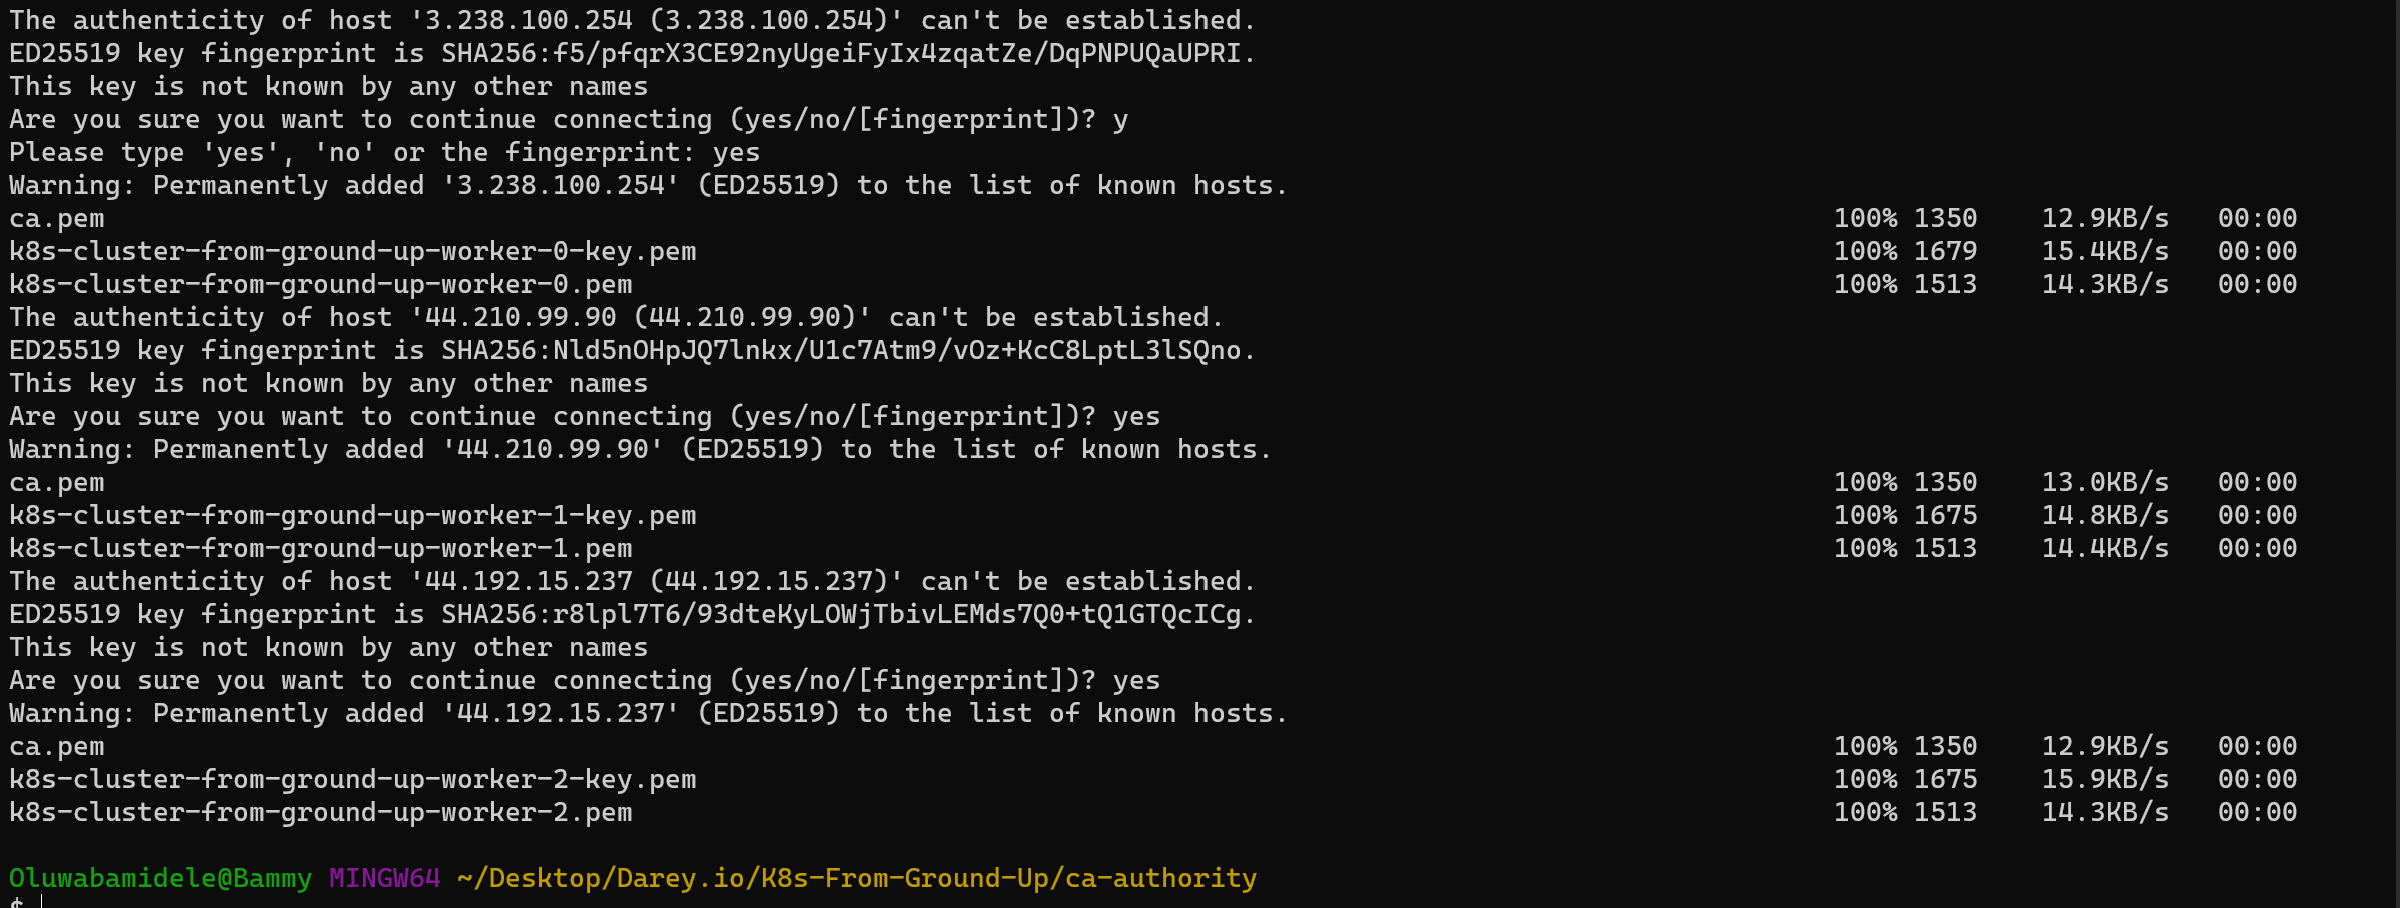 The authenticity of host '3.238.100.254 (3.238.100.254)' can't be established.
ED25519 key fingerprint is SHA256:f5/pfqrX3CE92nyUgeiFyIx4zqatZe/DqPNPUQaUPRI.
This key is not known by any other names
Are you sure you want to continue connecting (yes/no/[fingerprint])? y
Please type 'yes', 'no' or the fingerprint: yes
Warning: Permanently added '3.238.100.254' (ED25519) to the list of known hosts.
ca.pem 100% 1350 12.9KB/s 00:00
k8s-cluster-from-ground-up-worker-0-key.pem 100% 1679 15.4KB/s 00:00
k8s-cluster-from-ground-up-worker-0.pem 100% 1513 14.3KB/s 00:00
The authenticity of host '44.210.99.90 (44.210.99.90)' can't be established.
ED25519 key fingerprint is SHA256:Nld5nOHpJQ7lnkx/U1c7Atm9/vOz+KcC8LptL3lSQno.
This key is not known by any other names
Are you sure you want to continue connecting (yes/no/[fingerprint])? yes
Warning: Permanently added '44.210.99.90' (ED25519) to the list of known hosts.
ca.pem 100% 1350 13.0KB/s 00:00
k8s-cluster-from-ground-up-worker-1-key.pem 100% 1675 14.8KB/s 00:00
k8s-cluster-from-ground-up-worker-1.pem 100% 1513 14.4KB/s 00:00
The authenticity of host '44.192.15.237 (44.192.15.237)' can't be established.
ED25519 key fingerprint is SHA256:r8lpl7T6/93dteKyLOWjTbivLEMds7Q0+tQ1GTQcICg.
This key is not known by any other names
Are you sure you want to continue connecting (yes/no/[fingerprint])? yes
Warning: Permanently added '44.192.15.237' (ED25519) to the list of known hosts.
ca.pem 100% 1350 12.9KB/s 00:00
k8s-cluster-from-ground-up-worker-2-key.pem 100% 1675 15.9KB/s 00:00
k8s-cluster-from-ground-up-worker-2.pem 100% 1513 14.3KB/s 00:00
Oluwabamidele@Bammy MINGW64 ~/Desktop/Darey.io/K8s-From-Ground-Up/ca-authority
$